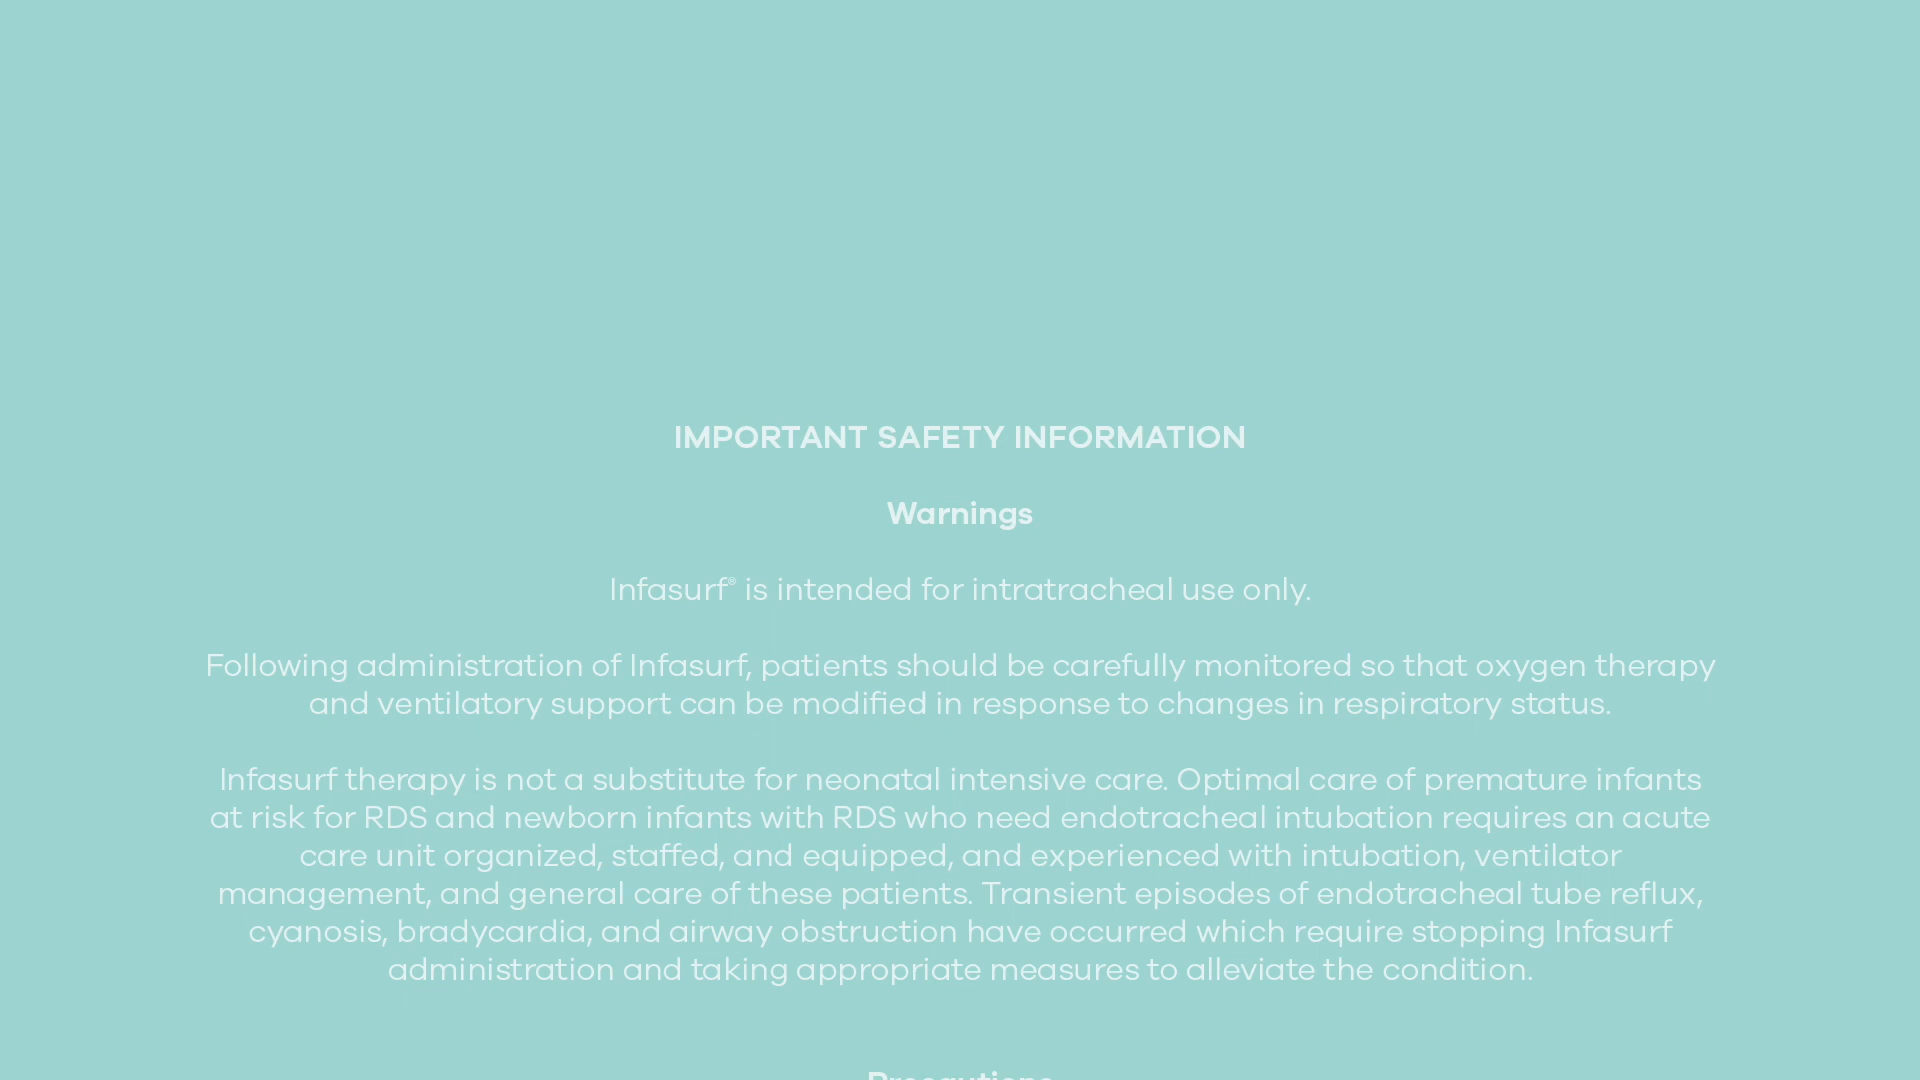 IMPORTANT SAFETY INFORMATION
Warnings
Infasurf® is intended for intratracheal use only.
Following administration of Infasurf, patients should be carefully monitored so that oxygen therapy
and ventilatory support can be modified in response to changes in respiratory status.
Infasurf therapy is not a substitute for neonatal intensive care. Optimal care of premature infants
at risk for RDS and newborn infants with RDS who need endotracheal intubation requires an acute
care unit organized, staffed, and equipped, and experienced with intubation, ventilator
management, and general care of these patients. Transient episodes of endotracheal tube reflux,
cyanosis, bradycardia, and airway obstruction have occurred which require stopping Infasurf
administration and taking appropriate measures to alleviate the condition.
Precautions